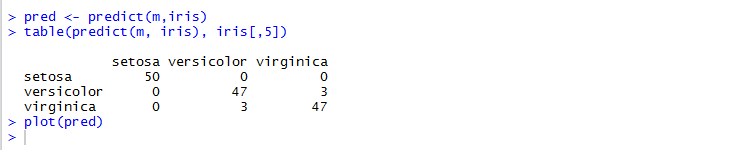 > pred <- predict(m,iris)
> table(predict(m, iris), iris[,5])
            setosa versicolor virginica
  setosa        50          0         0
  versicolor     0         47         3
  virginica      0          3        47
> plot(pred)
>